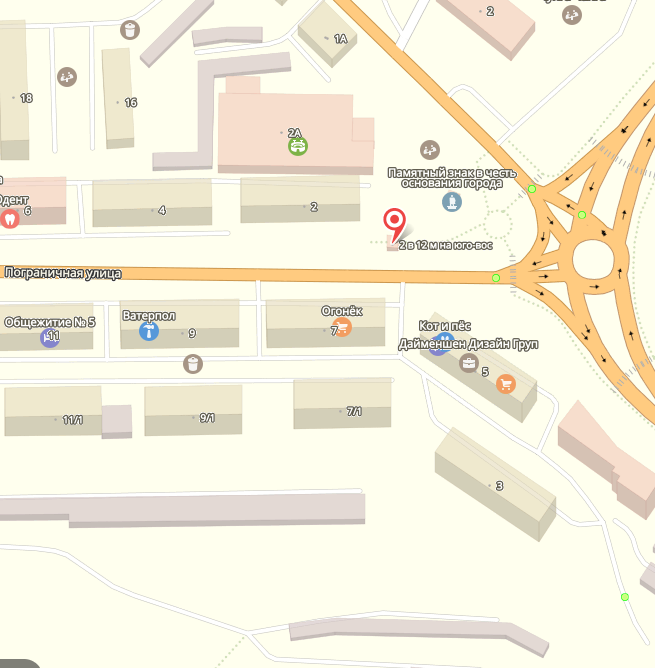 2
1А
18
16
2А
Памятный знак в честь
основания города
а
Удент
6
4
2
2 в 12 м на юго-вос
Пограничная улица
Общежитие № 5
11
Ватерпол
9
Огонёк
7
Кот и пёс
Дайменшен Дизайн Груп
5
11/1
9/1
7/1
3